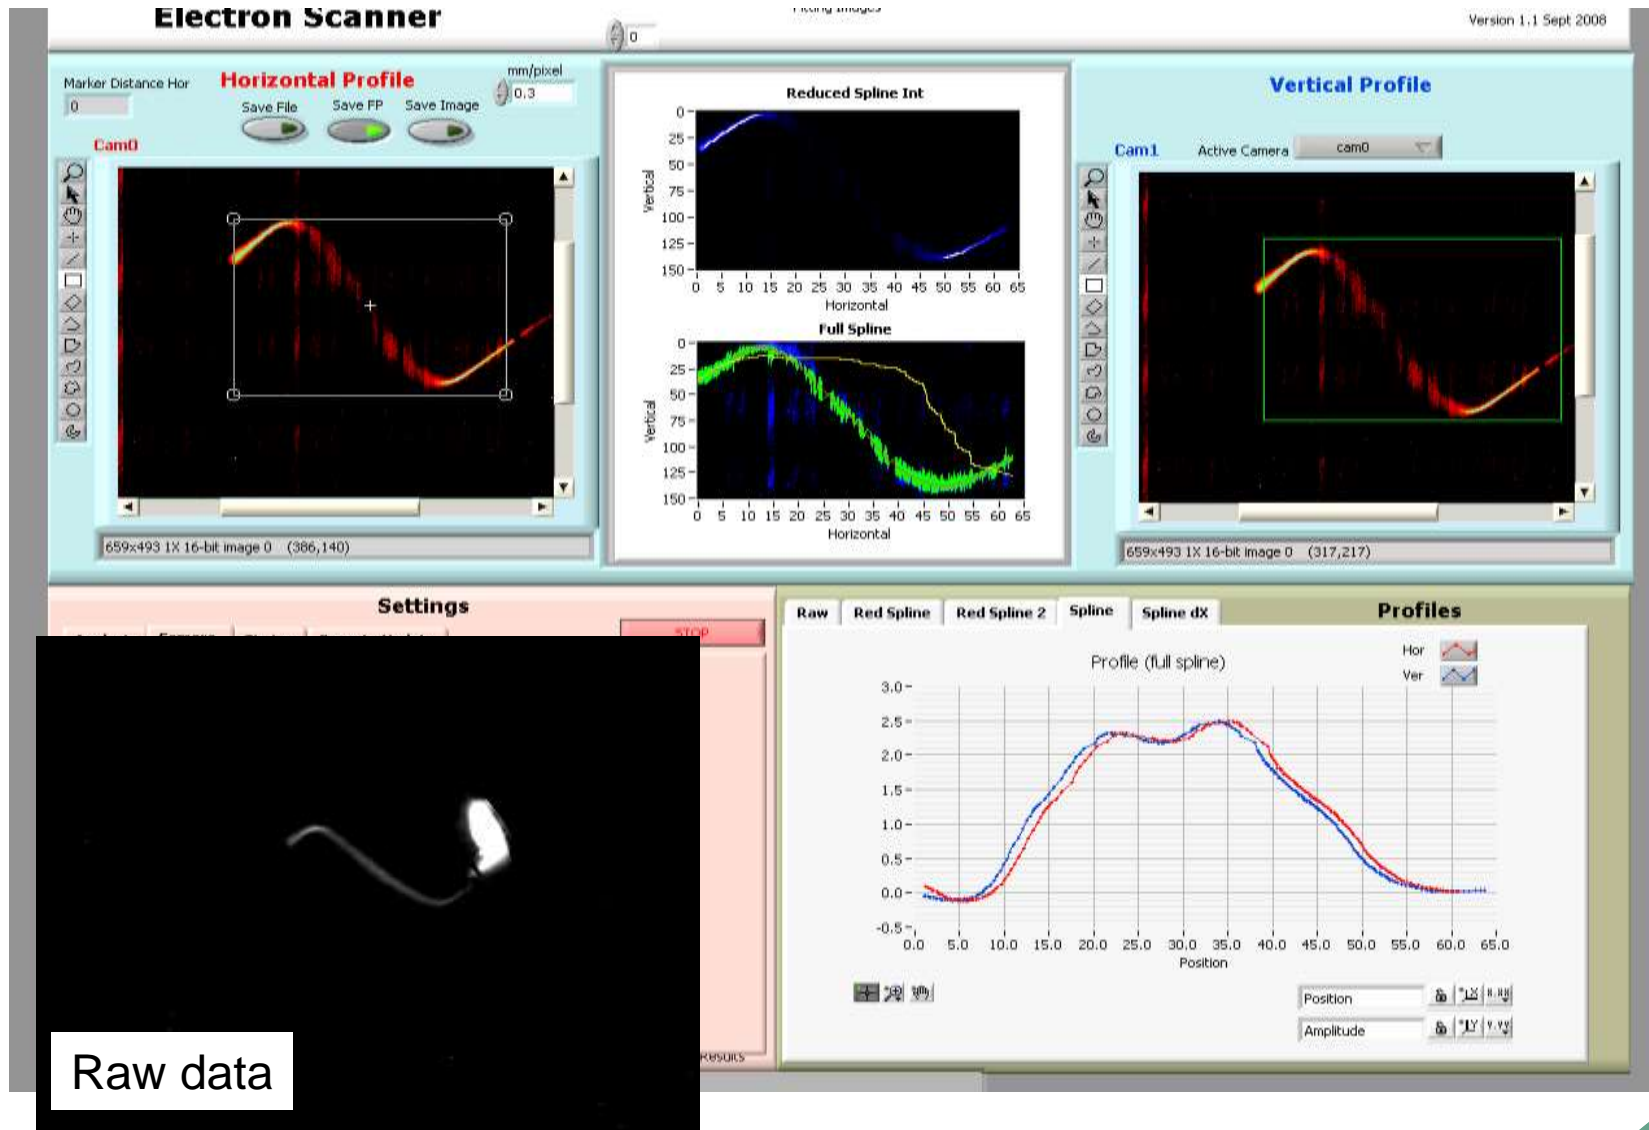 Electron Scanner
Fitting Images
0
Version 1.1 Sept 2008
Marker Distance Hor
0
Horizontal Profile
mm/pixel
0.3
Save File
Save FP
Save Image
Cam0
659x493 1X 16-bit image 0 (386,140)
Reduced Spline Int
Vertical
0
25
50
75
100
125
150
0 5 10 15 20 25 30 35 40 45 50 55 60 65
Horizontal
Full Spline
Vertical
0
25
50
75
100
125
150
0 5 10 15 20 25 30 35 40 45 50 55 60 65
Horizontal
Vertical Profile
Cam1
Active Camera
cam0
659x493 1X 16-bit image 0 (317,217)
Settings
STOP
Results
Raw data
Raw
Red Spline
Red Spline 2
Spline
Spline dX
Profiles
Profile (full spline)
Hor
Ver
3.0
2.5
2.0
1.5
1.0
0.5
0.0
-0.5
0.0 5.0 10.0 15.0 20.0 25.0 30.0 35.0 40.0 45.0 50.0 55.0 60.0 65.0
Position
Position
Amplitude